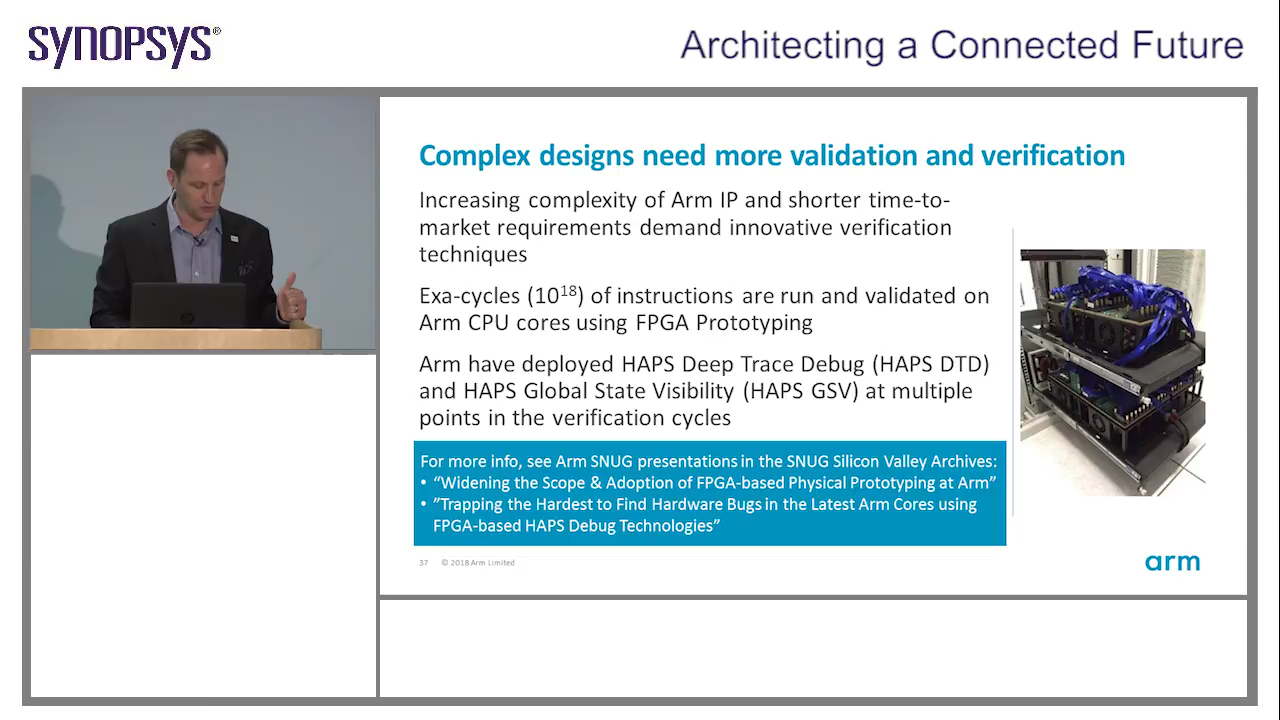 SYNOPSYS®
Architecting a Connected Future
Complex designs need more validation and verification
Increasing complexity of Arm IP and shorter time-to-
market requirements demand innovative verification
techniques
Exa-cycles (10¹⁸) of instructions are run and validated on
Arm CPU cores using FPGA Prototyping
Arm have deployed HAPS Deep Trace Debug (HAPS DTD)
and HAPS Global State Visibility (HAPS GSV) at multiple
points in the verification cycles
For more info, see Arm SNUG presentations in the SNUG Silicon Valley Archives:
• “Widening the Scope & Adoption of FPGA-based Physical Prototyping at Arm”
• ”Trapping the Hardest to Find Hardware Bugs in the Latest Arm Cores using
FPGA-based HAPS Debug Technologies”
37 © 2018 Arm Limited
arm